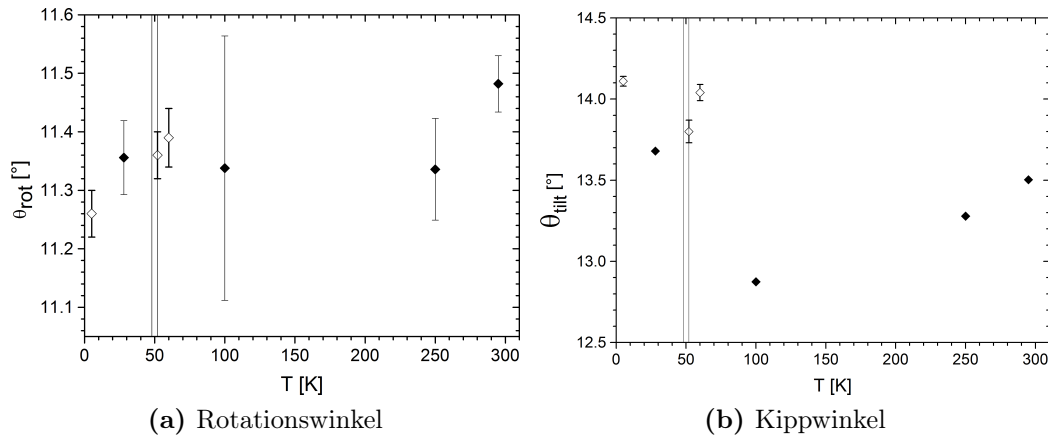 11.6
11.5
11.4
11.3
11.2
11.1
θrot [°]
0 50 100 150 200 250 300
T [K]
(a) Rotationswinkel
14.5
14.0
13.5
13.0
12.5
θtilt [°]
0 50 100 150 200 250 300
T [K]
(b) Kippwinkel